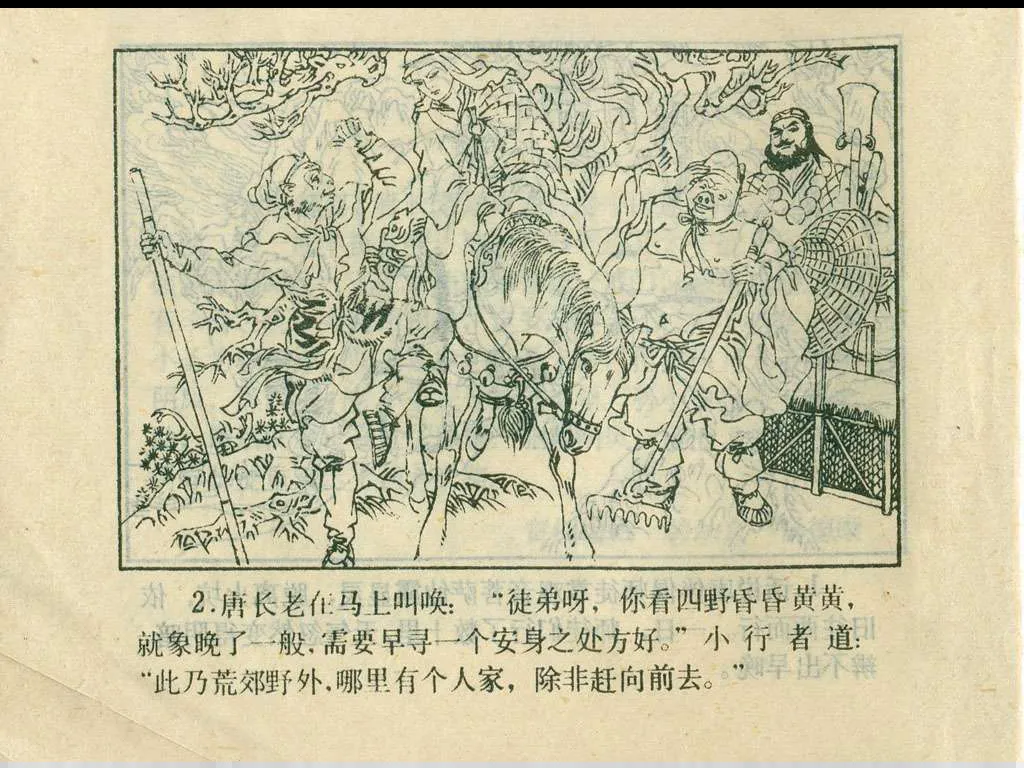 2.唐长老在马上叫唤：“徒弟呀，你看四野昏昏黄黄，
就象晚了一般，需要早寻一个安身之处方好。”小行者道：
“此乃荒郊野外，哪里有个人家，除非赶向前去。”